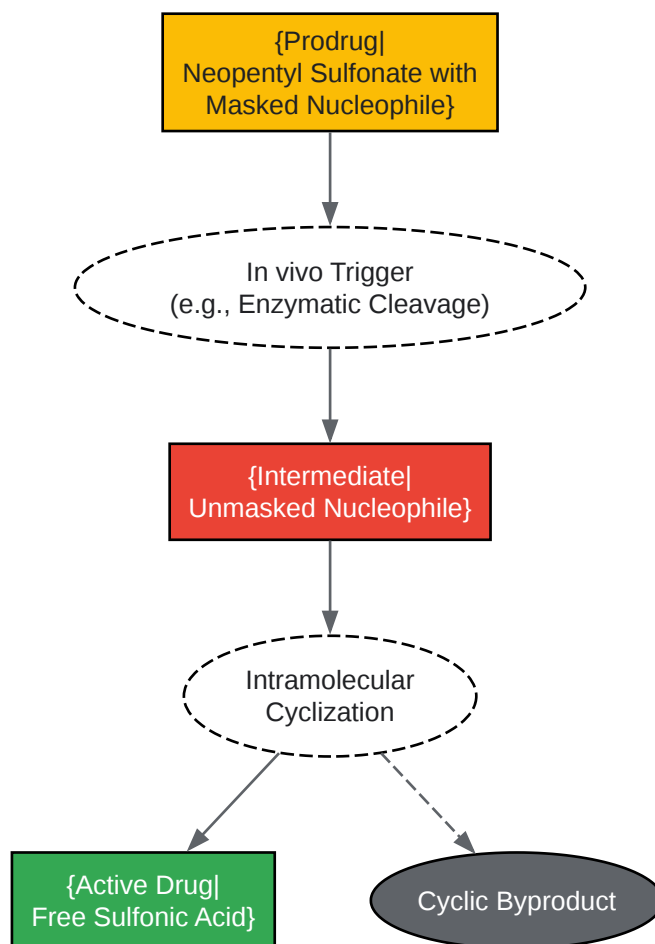 {Prodrug|
Neopentyl Sulfonate with
Masked Nucleophile}
In vivo Trigger
(e.g., Enzymatic Cleavage)
{Intermediate|
Unmasked Nucleophile}
Intramolecular
Cyclization
{Active Drug|
Free Sulfonic Acid}
Cyclic Byproduct